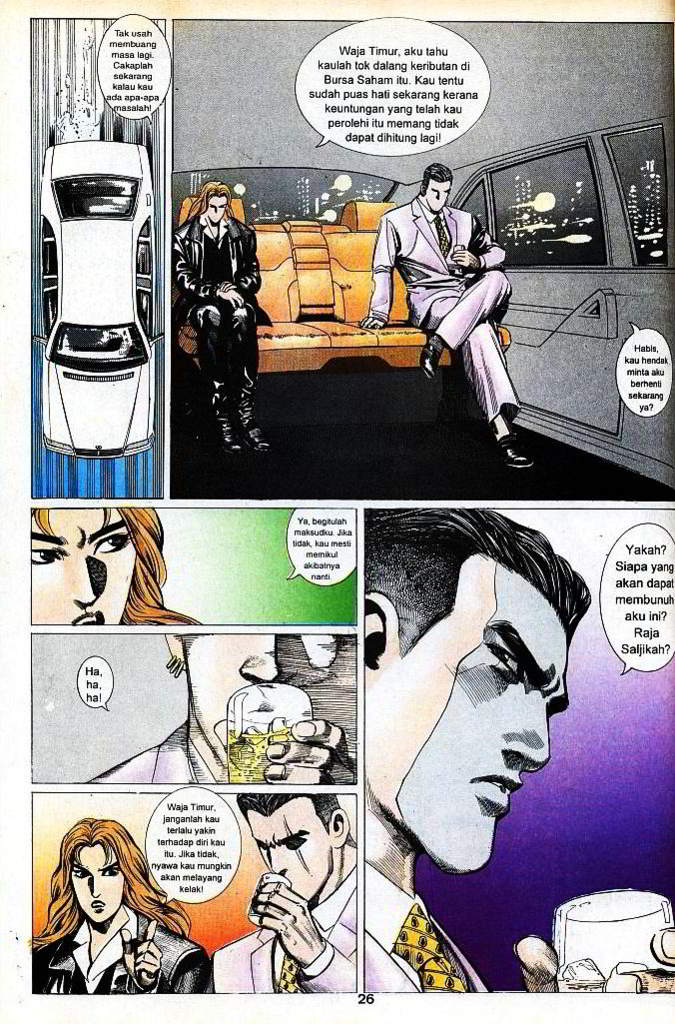 Tak usah
membuang
masa lagi.
Cakaplah
sekarang
kalau kau
ada apa-apa
masalah!
Waja Timur, aku tahu
kaulah tok dalang keributan di
Bursa Saham itu. Kau tentu
sudah puas hati sekarang kerana
keuntungan yang telah kau
perolehi itu memang tidak
dapat dihitung lagi!
Habis,
kau hendak
minta aku
berhenti
sekarang
ya?
Ya, begitulah
maksudku. Jika
tidak, kau mesti
memikul
akibatnya
nanti.
Yakah?
Siapa yang
akan dapat
membunuh
aku ini?
Raja
Saljikah?
Ha,
ha,
ha!
Waja Timur,
janganlah kau
terlalu yakin
terhadap diri kau
itu. Jika tidak,
nyawa kau mungkin
akan melayang
kelak!
26